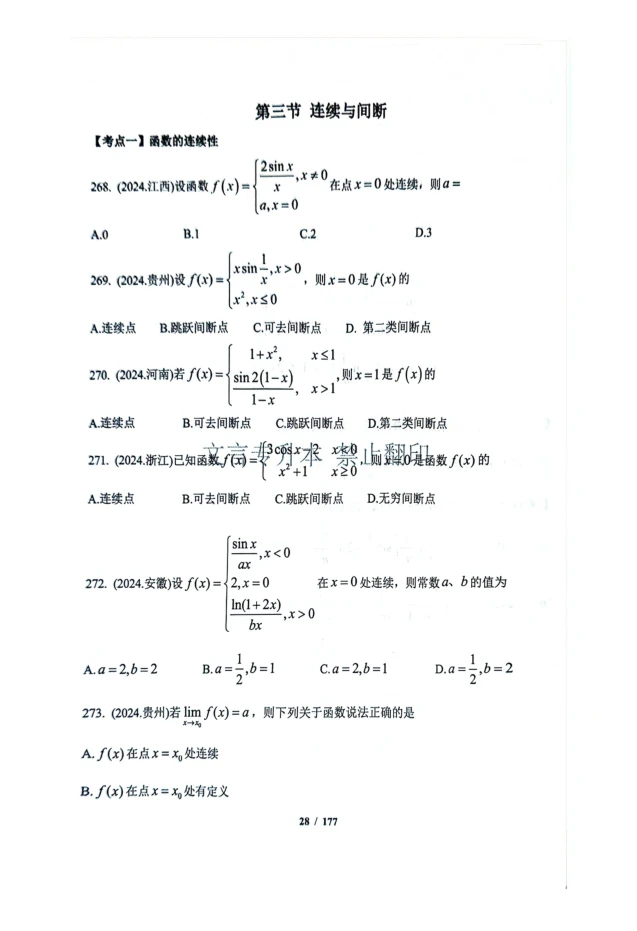 第三节 连续与间断
【考点一】函数的连续性
268. (2024.江西)设函数 f(x)={2sin x/x, x≠0; a, x=0 在点 x=0 处连续，则 a=
A.0 B.1 C.2 D.3
269. (2024.贵州)设 f(x)={x sin 1/x, x>0; x², x≤0 ，则 x=0 是 f(x) 的
A.连续点 B.跳跃间断点 C.可去间断点 D. 第二类间断点
270. (2024.河南)若 f(x)={1+x², x≤1; sin 2(1-x)/1-x, x>1 ,则 x=1 是 f(x) 的
A.连续点 B.可去间断点 C.跳跃间断点 D.第二类间断点
文言专升本 禁止翻印
271. (2024.浙江)已知函数 f(x)={3cos x-2 x<0; x²+1 x≥0 ，则 x=0 是函数 f(x) 的
A.连续点 B.可去间断点 C.跳跃间断点 D.无穷间断点
272. (2024.安徽)设 f(x)={sin x/ax, x<0; 2, x=0; ln(1+2x)/bx, x>0 在 x=0 处连续，则常数 a、b 的值为
A. a=2,b=2 B. a=1/2,b=1 C. a=2,b=1 D. a=1/2,b=2
273. (2024.贵州)若 lim x→x₀ f(x)=a，则下列关于函数说法正确的是
A. f(x) 在点 x=x₀ 处连续
B. f(x) 在点 x=x₀ 处有定义
28 / 177